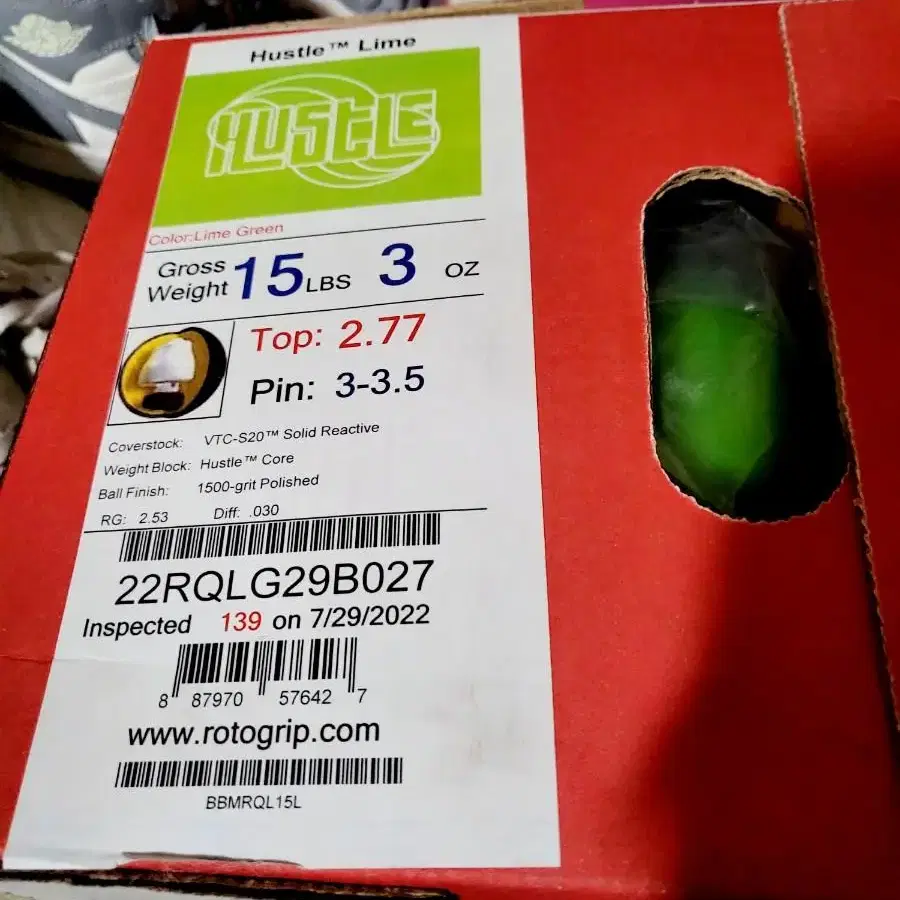 Hustle™ Lime
HUSTLE
Color:Lime Green
Gross Weight 15 LBS 3 OZ
Top: 2.77
Pin: 3-3.5
Coverstock: VTC-S20™ Solid Reactive
Weight Block: Hustle™ Core
Ball Finish: 1500-grit Polished
RG: 2.53 Diff: .030
22RQLG29B027
Inspected 139 on 7/29/2022
8 87970 57642 7
www.rotogrip.com
BBMRQL15L